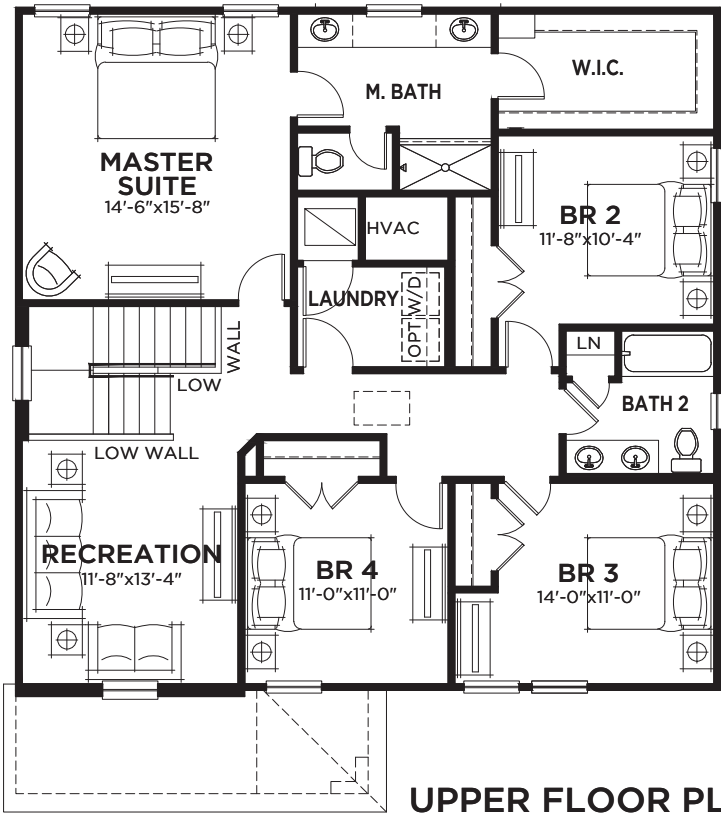 M. BATH
W.I.C.
MASTER
SUITE
14'-6"x15'-8"
BR 2
11'-8"x10'-4"
HVAC
LAUNDRY
OPT W/D
LOW
WALL
LN
BATH 2
LOW WALL
RECREATION
11'-8"x13'-4"
BR 4
11'-0"x11'-0"
BR 3
14'-0"x11'-0"
UPPER FLOOR PL